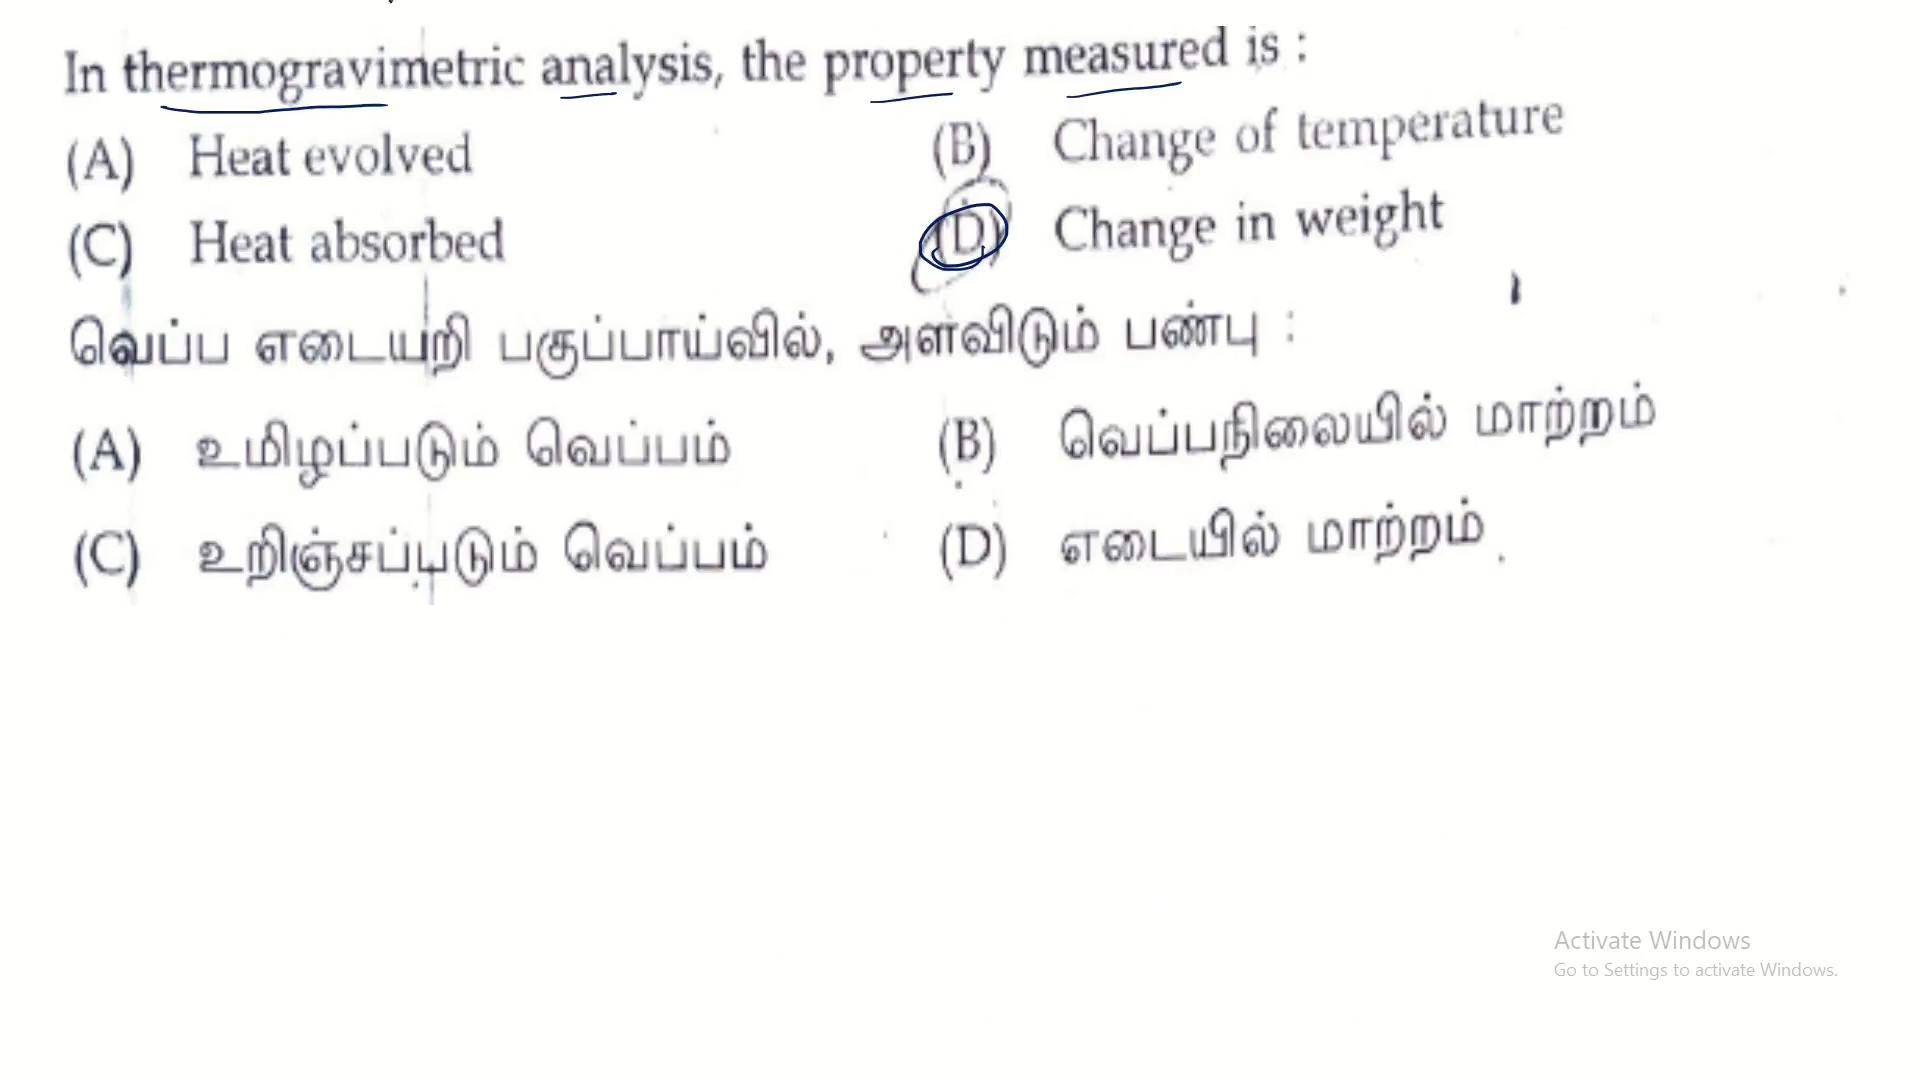 In thermogravimetric analysis, the property measured is :
(A) Heat evolved (B) Change of temperature
(C) Heat absorbed (D) Change in weight
வெப்ப எடையறி பகுப்பாய்வில், அளவிடும் பண்பு :
(A) உமிழப்படும் வெப்பம் (B) வெப்பநிலையில் மாற்றம்
(C) உறிஞ்சப்படும் வெப்பம் (D) எடையில் மாற்றம்
Activate Windows
Go to Settings to activate Windows.